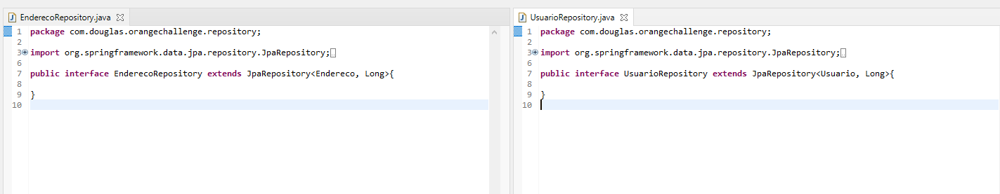 EnderecoRepository.java
1 package com.douglas.orangechallenge.repository;
2
3 import org.springframework.data.jpa.repository.JpaRepository;
6
7 public interface EnderecoRepository extends JpaRepository<Endereco, Long>{
8
9 }
10
UsuarioRepository.java
1 package com.douglas.orangechallenge.repository;
2
3 import org.springframework.data.jpa.repository.JpaRepository;
6
7 public interface UsuarioRepository extends JpaRepository<Usuario, Long>{
8
9 }
10